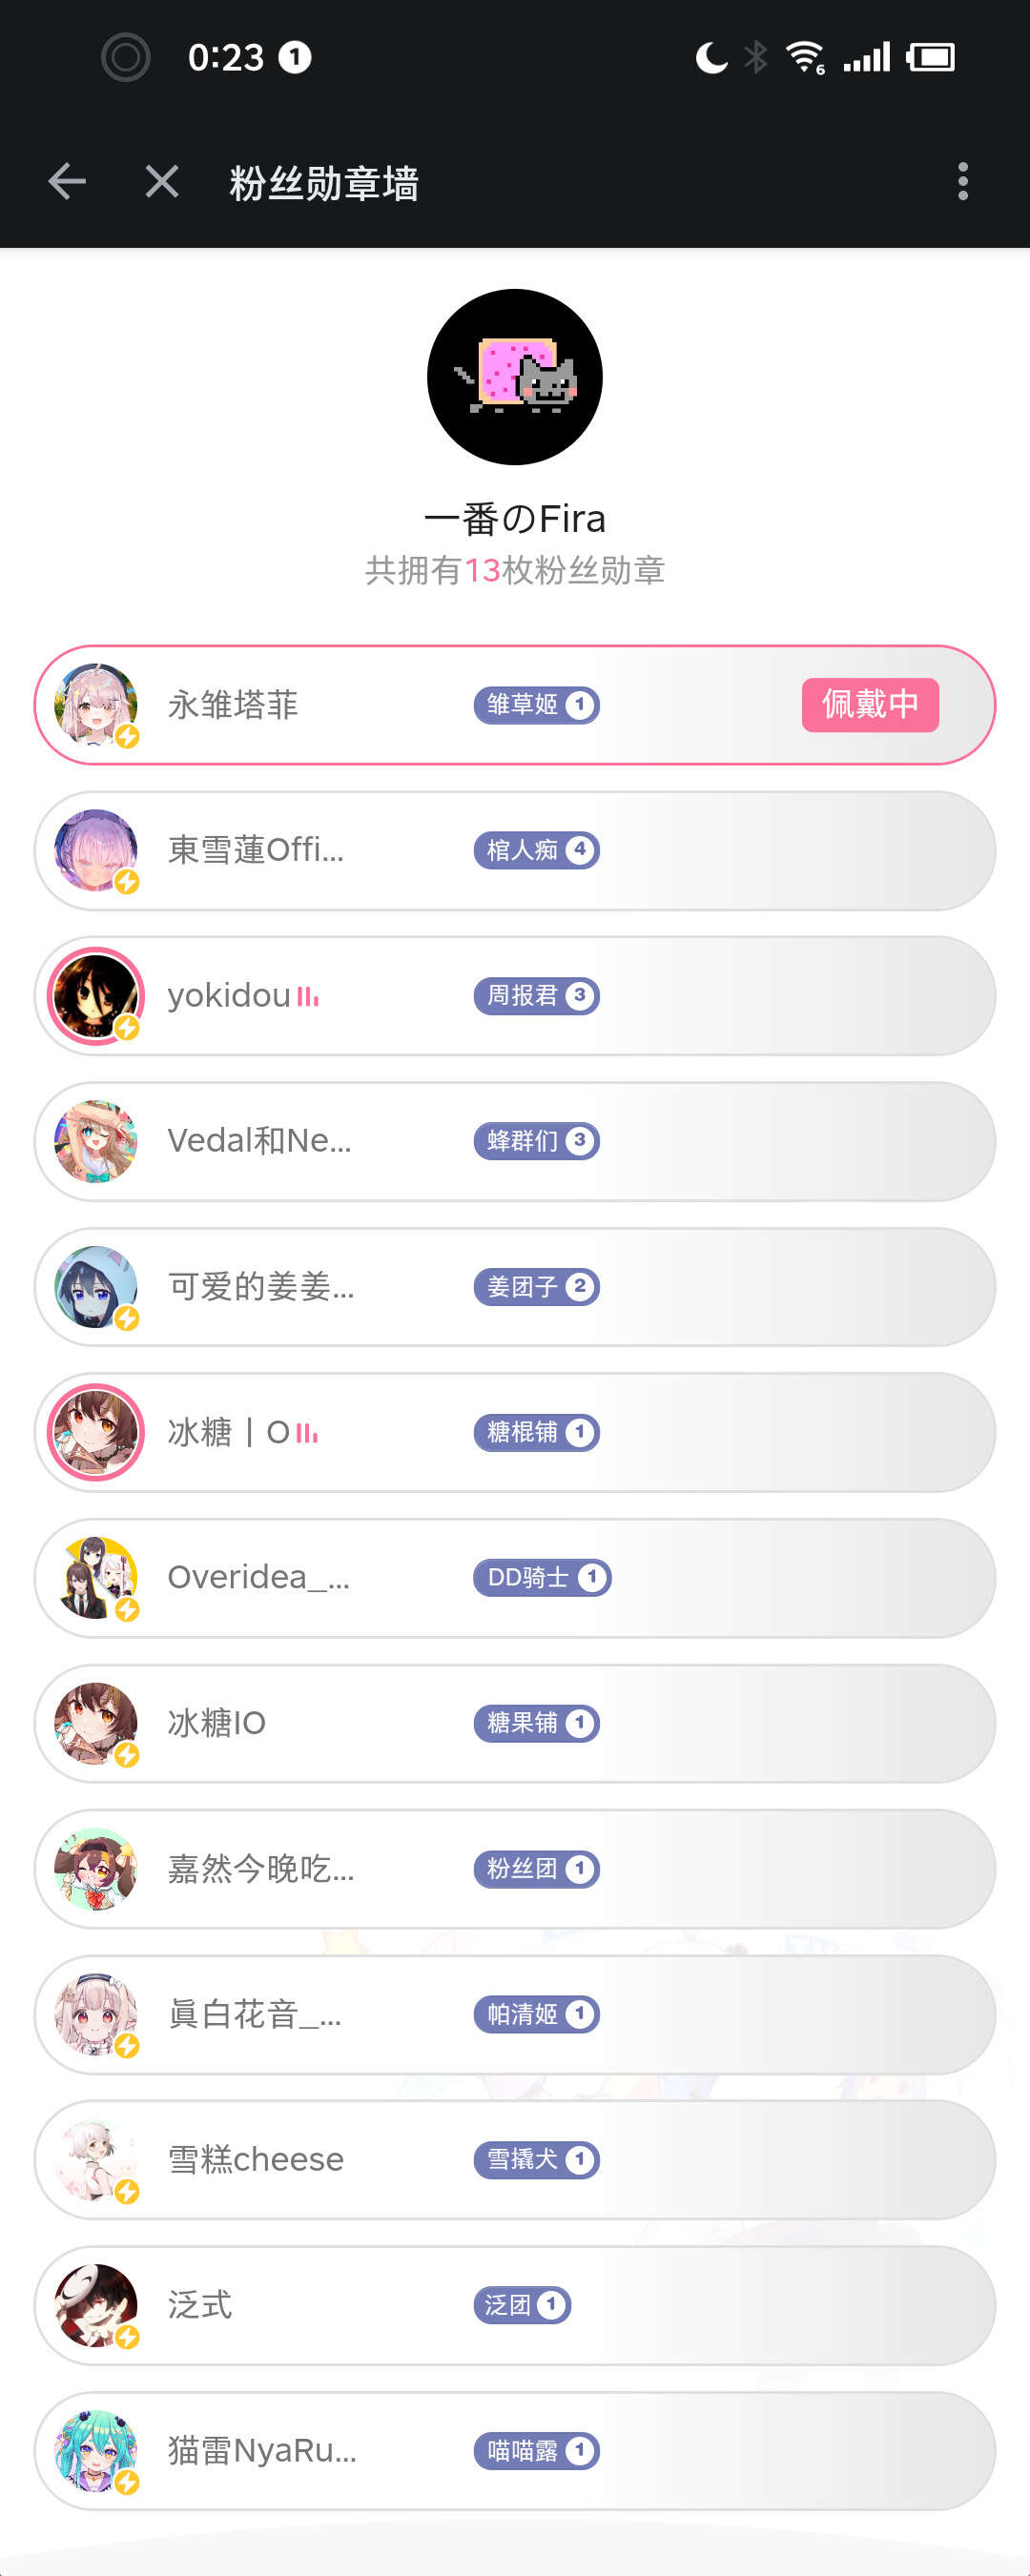 0:23 1
6
粉丝勋章墙
一番のFira
共拥有13枚粉丝勋章
永雏塔菲 雏草姬 1 佩戴中
東雪蓮Offi... 棺人痴 4
yokidou 周报君 3
Vedal和Ne... 蜂群们 3
可爱的姜姜... 姜团子 2
冰糖丨O 糖棍铺 1
Overidea_... DD骑士 1
冰糖IO 糖果铺 1
嘉然今晚吃... 粉丝团 1
眞白花音_... 帕清姬 1
雪糕cheese 雪撬犬 1
泛式 泛团 1
猫雷NyaRu... 喵喵露 1